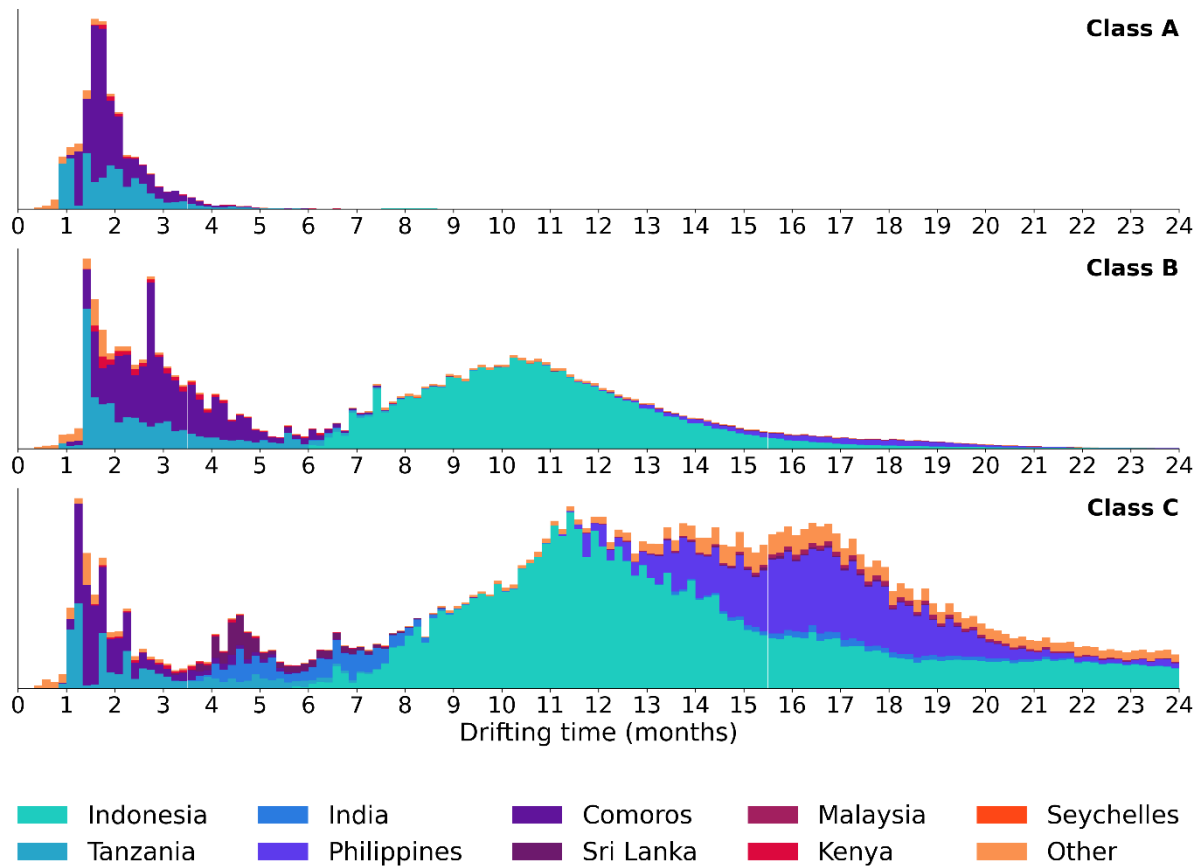 Class A
0 1 2 3 4 5 6 7 8 9 10 11 12 13 14 15 16 17 18 19 20 21 22 23 24
Class B
0 1 2 3 4 5 6 7 8 9 10 11 12 13 14 15 16 17 18 19 20 21 22 23 24
Class C
0 1 2 3 4 5 6 7 8 9 10 11 12 13 14 15 16 17 18 19 20 21 22 23 24
Drifting time (months)
Indonesia India Comoros Malaysia Seychelles
Tanzania Philippines Sri Lanka Kenya Other